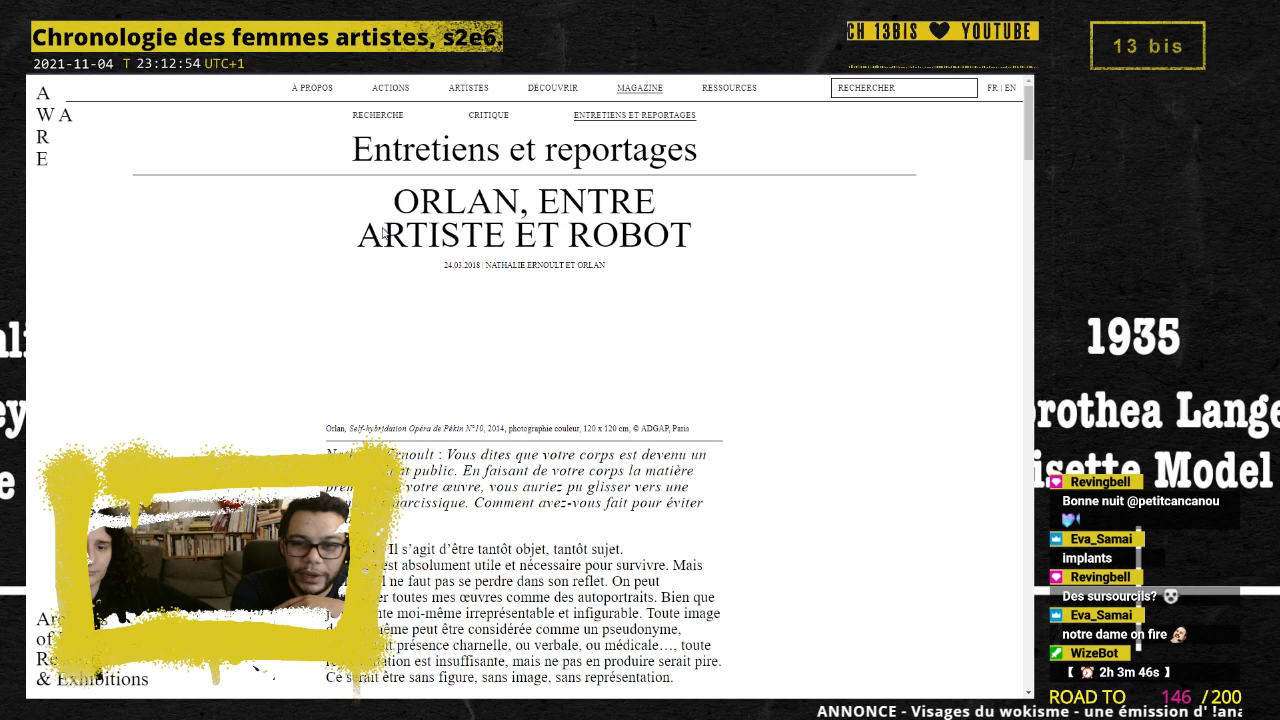 Chronologie des femmes artistes, s2e6
2021-11-04 T 23:12:54 UTC+1
CH 13BIS YOUTUBE
13 bis
A
W A
R
E
À PROPOS ACTIONS ARTISTES DÉCOUVRIR MAGAZINE RESSOURCES RECHERCHER FR | EN
RECHERCHE CRITIQUE ENTRETIENS ET REPORTAGES
Entretiens et reportages
ORLAN, ENTRE
ARTISTE ET ROBOT
24.03.2018 | NATHALIE ERNOULT ET ORLAN
Orlan, Self-hybridation Opéra de Pékin N°10, 2014, photographie couleur, 120 x 120 cm, © ADGAP, Paris
: Vous dites que votre corps est devenu un
public. En faisant de votre corps la matière
votre œuvre, vous auriez pu glisser vers une
narcissique. Comment avez-vous fait pour éviter
Il s'agit d'être tantôt objet, tantôt sujet.
est absolument utile et nécessaire pour survivre. Mais
il ne faut pas se perdre dans son reflet. On peut
toutes mes œuvres comme des autoportraits. Bien que
moi-même irreprésentable et infigurable. Toute image
même peut être considérée comme un pseudonyme,
présence charnelle, ou verbale, ou médicale…, toute
est insuffisante, mais ne pas en produire serait pire.
Ce serait être sans figure, sans image, sans représentation.
of
& Exhibitions
1935
Lange
Model
Revingbell
Bonne nuit @petitcancanou
Eva_Samai
implants
Revingbell
Des sursourcils?
Eva_Samai
notre dame on fire
WizeBot
【 ⏰ 2h 3m 46s 】
ROAD TO 146 / 200
ANNONCE - Visages du wokisme - une émission d' !ana